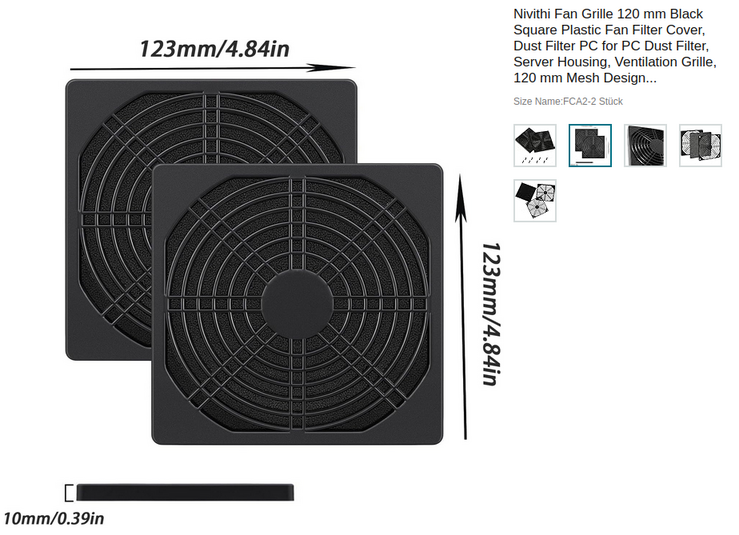 123mm/4.84in
123mm/4.84in
10mm/0.39in
Nivithi Fan Grille 120 mm Black
Square Plastic Fan Filter Cover,
Dust Filter PC for PC Dust Filter,
Server Housing, Ventilation Grille,
120 mm Mesh Design...
Size Name:FCA2-2 Stück